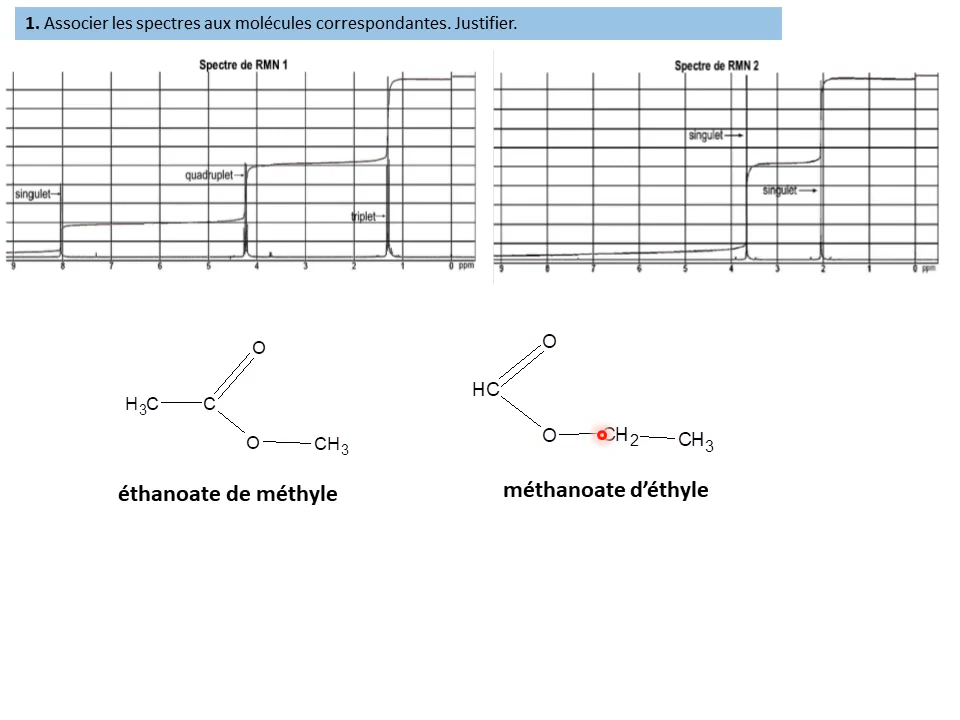 1. Associer les spectres aux molécules correspondantes. Justifier.
Spectre de RMN 1
singulet
quadruplet
triplet
9 8 7 6 5 4 3 2 1 0 ppm
Spectre de RMN 2
singulet
singulet
9 8 7 6 5 4 3 2 1 0 ppm
O
H3C C
O CH3
éthanoate de méthyle
O
HC
O CH2 CH3
méthanoate d’éthyle